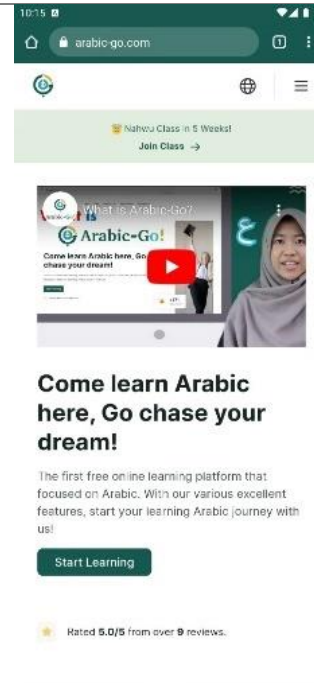 10:15
arabic-go.com
1
Nahwu Class in 5 Weeks!
Join Class →
What is Arabic-Go?
Arabic-Go!
Come learn Arabic here, Go
chase your dream!
ع
Come learn Arabic
here, Go chase your
dream!
The first free online learning platform that
focused on Arabic. With our various excellent
features, start your learning Arabic journey with
us!
Start Learning
Rated 5.0/5 from over 9 reviews.